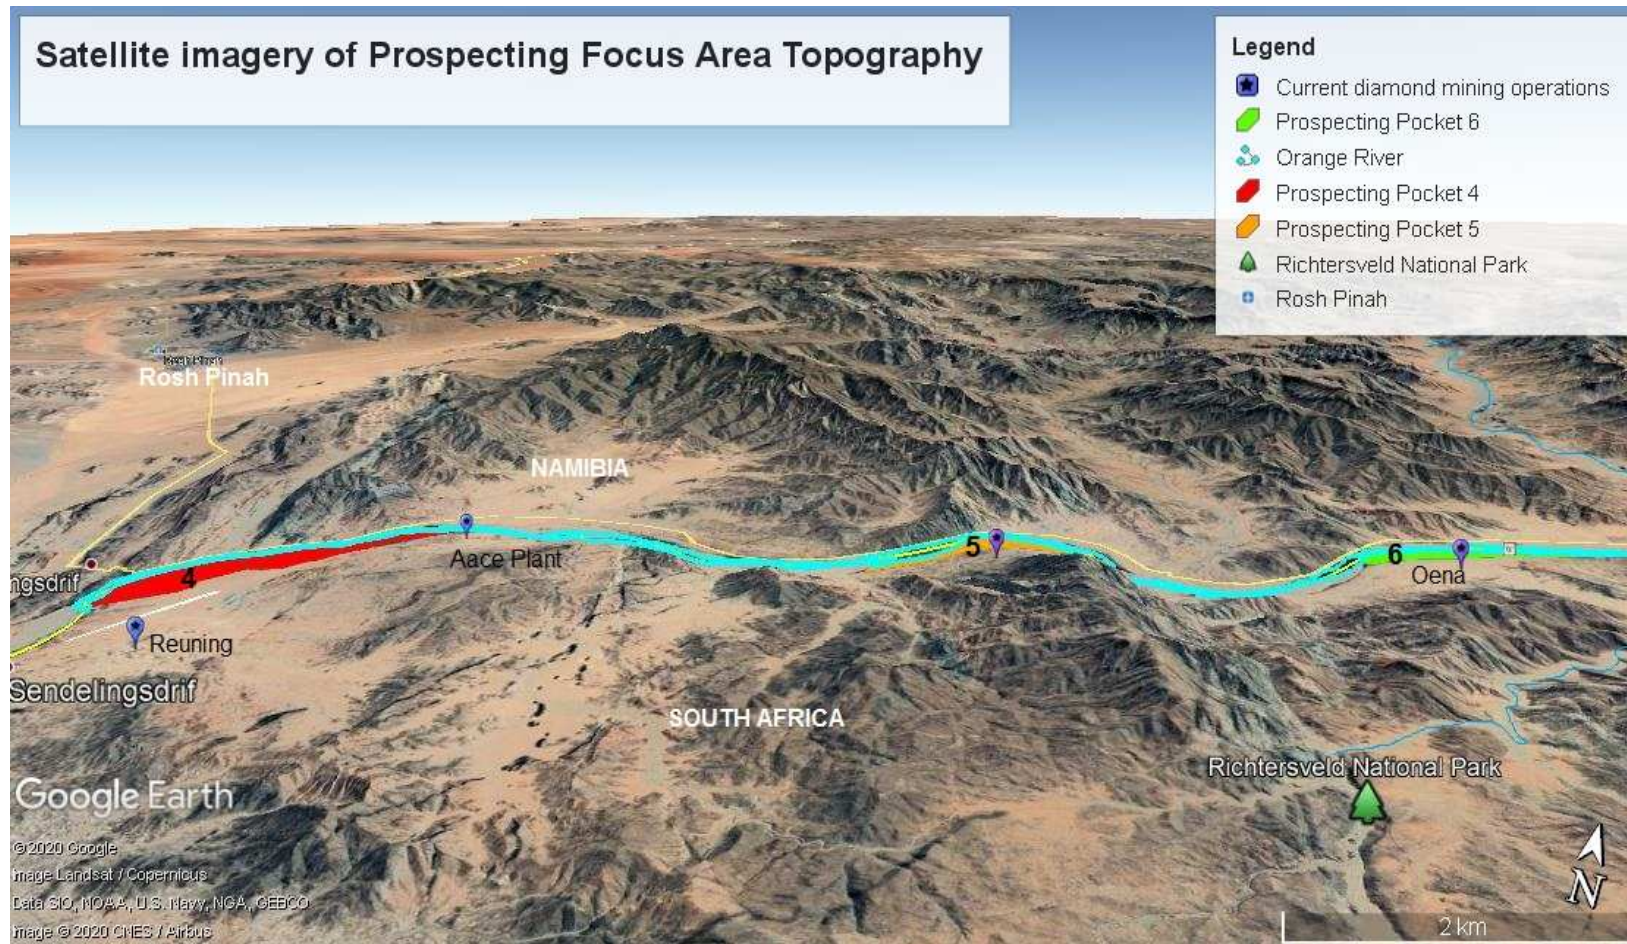 Satellite imagery of Prospecting Focus Area Topography
Legend
Current diamond mining operations
Prospecting Pocket 6
Orange River
Prospecting Pocket 4
Prospecting Pocket 5
Richtersveld National Park
Rosh Pinah
Rosh Pinah
Rosh Pinah
NAMIBIA
5
6
Aace Plant
Oena
4
ngsdrif
Reuning
Sendelingsdrif
SOUTH AFRICA
Richtersveld National Park
Google Earth
© 2020 Google
Image Landsat / Copernicus
Data SIO, NOAA, U.S. Navy, NGA, GEBCO
Image © 2020 CNES / Airbus
N
2 km